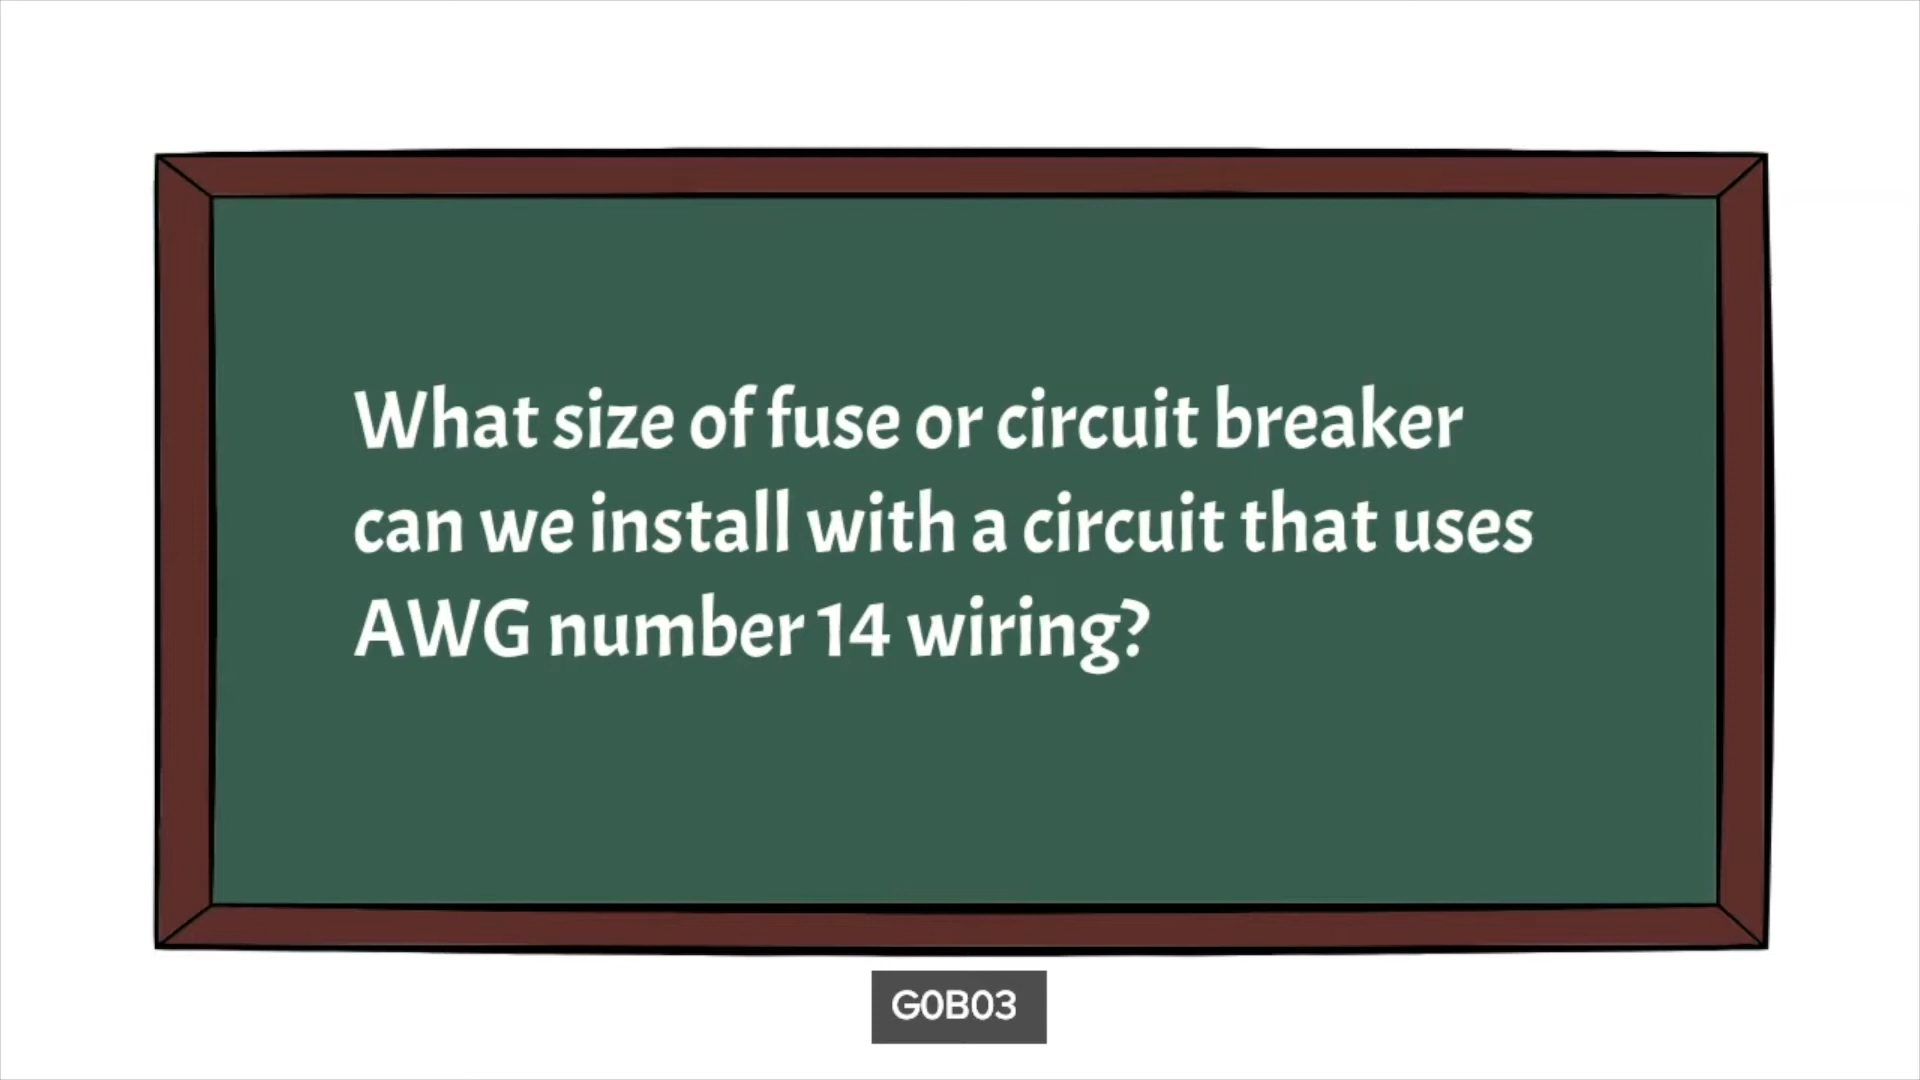 What size of fuse or circuit breaker
can we install with a circuit that uses
AWG number 14 wiring?
G0B03